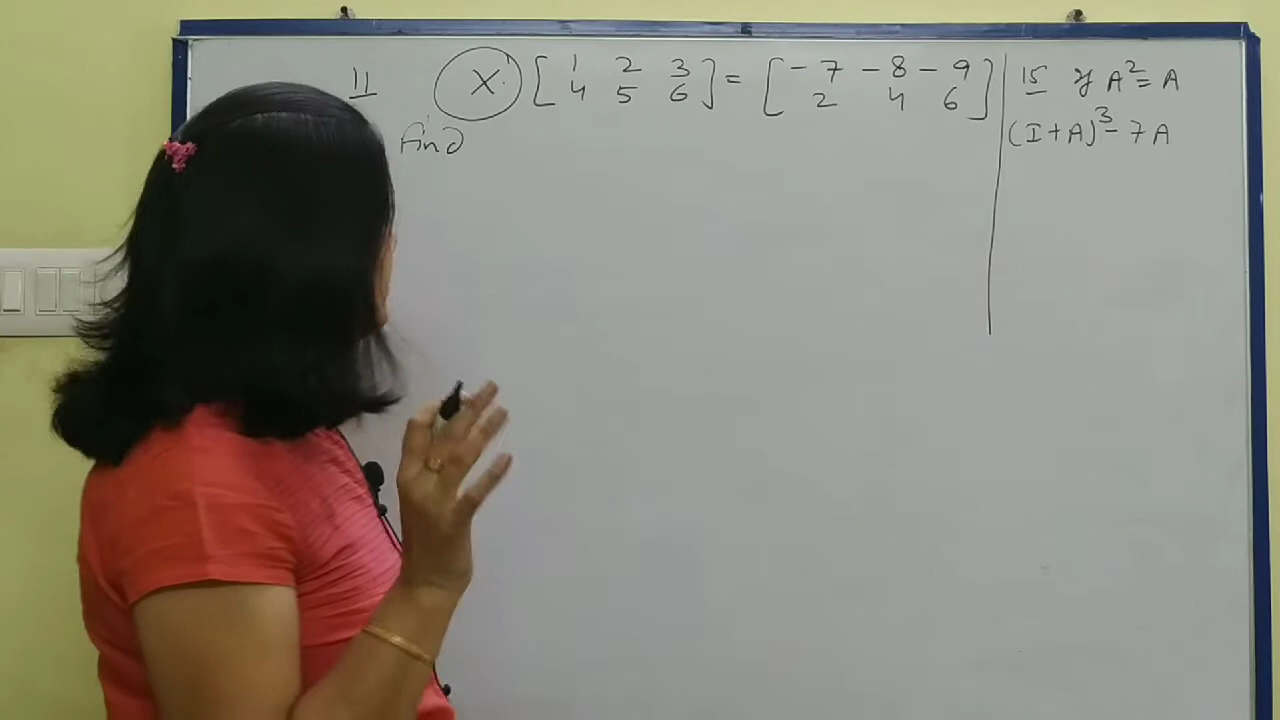 11 X [ 1 2 3 ] = [ -7 -8 -9 ]
4 5 6 2 4 6
Find
15 If A² = A
(I + A)³ - 7A